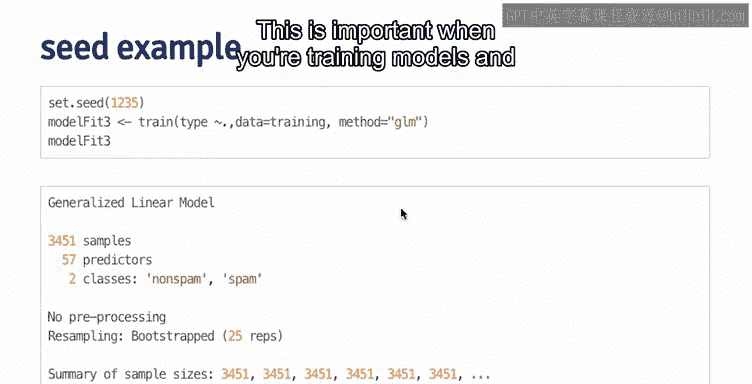 seed example
This is important when
you're training models and
set.seed(1235)
modelFit3 <- train(type ~.,data=training, method="glm")
modelFit3
Generalized Linear Model
3451 samples
57 predictors
2 classes: 'nonspam', 'spam'
No pre-processing
Resampling: Bootstrapped (25 reps)
Summary of sample sizes: 3451, 3451, 3451, 3451, 3451, 3451, ...